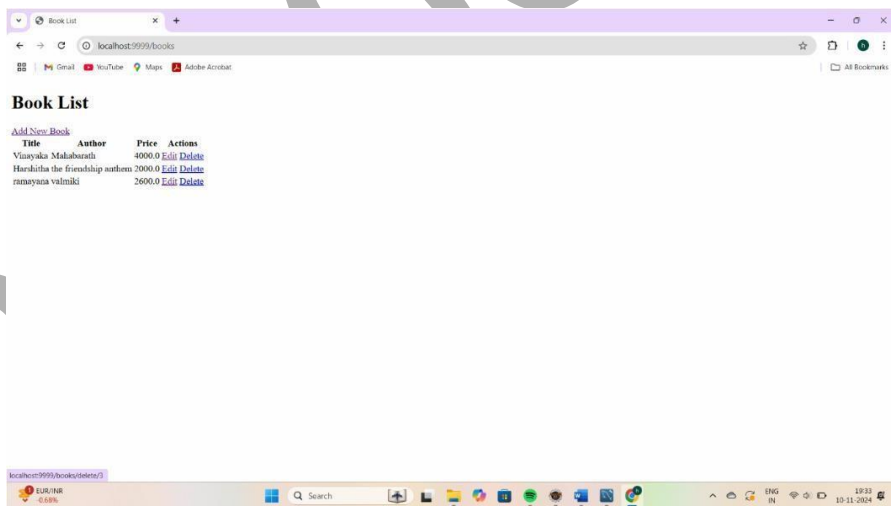 Book List
localhost:9999/books
Gmail YouTube Maps Adobe Acrobat
All Bookmarks
Book List
Add New Book
Title Author Price Actions
Vinayaka Mahabarath 4000.0 Edit Delete
Harshitha the friendship anthem 2000.0 Edit Delete
ramayana valmiki 2600.0 Edit Delete
localhost:9999/books/delete/3
EUR/INR
-0.68%
Search
ENG
IN
19:33
10-11-2024